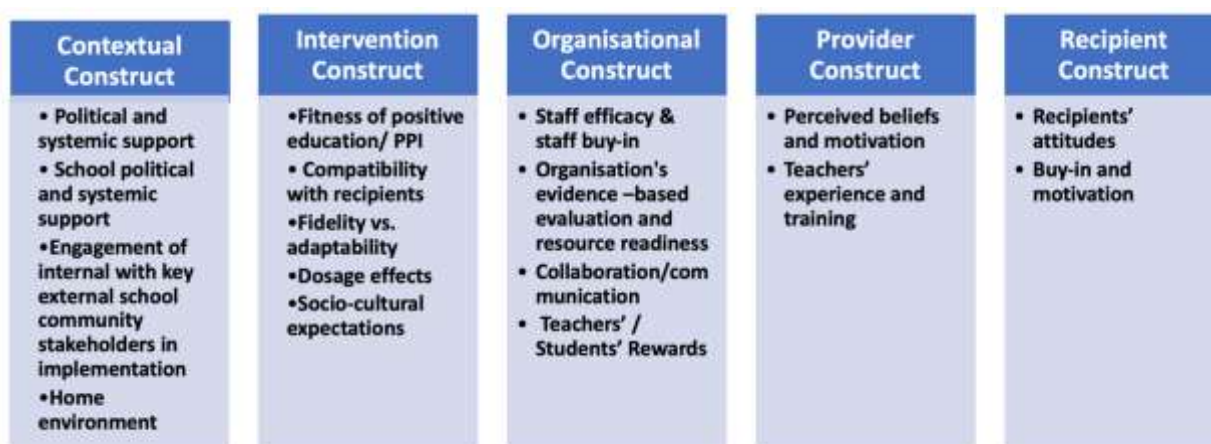 Contextual
Construct
• Political and
systemic support
• School political
and systemic
support
•Engagement of
internal with key
external school
community
stakeholders in
implementation
•Home
environment
Intervention
Construct
•Fitness of positive
education/ PPI
• Compatibility
with recipients
•Fidelity vs.
adaptability
•Dosage effects
•Socio-cultural
expectations
Organisational
Construct
• Staff efficacy &
staff buy-in
• Organisation's
evidence –based
evaluation and
resource readiness
• Collaboration/com
munication
• Teachers’ /
Students’ Rewards
Provider
Construct
• Perceived beliefs
and motivation
• Teachers’
experience and
training
Recipient
Construct
• Recipients’
attitudes
• Buy-in and
motivation